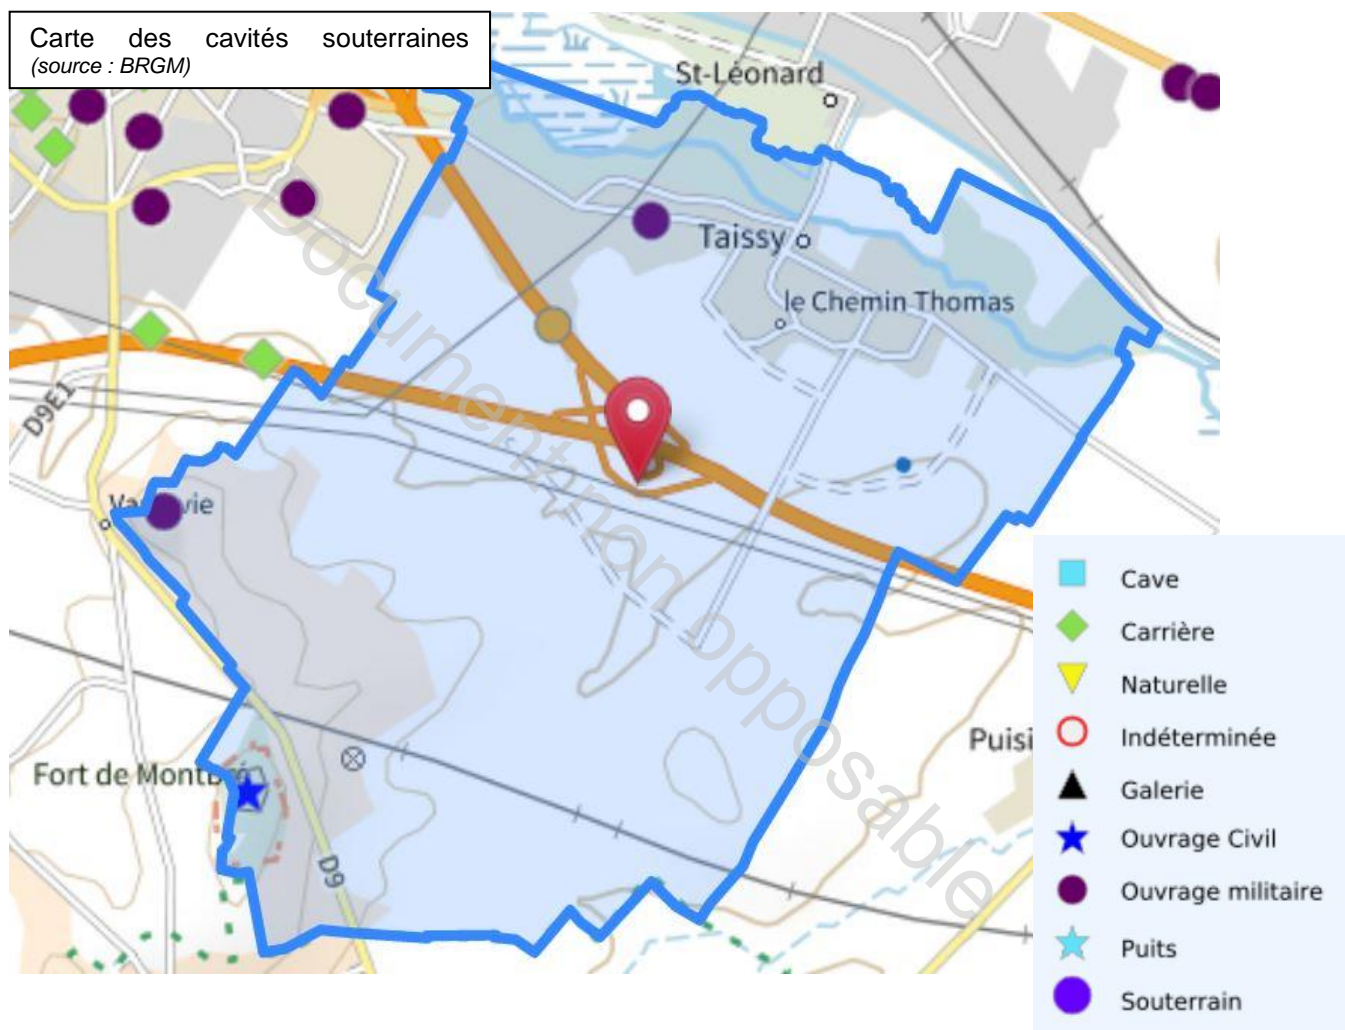 Carte des cavités souterraines
(source : BRGM)
St-Léonard
Taissy
le Chemin Thomas
D9E1
Fort de Montbré
D9
Puisi
Document non opposable
Cave
Carrière
Naturelle
Indéterminée
Galerie
Ouvrage Civil
Ouvrage militaire
Puits
Souterrain